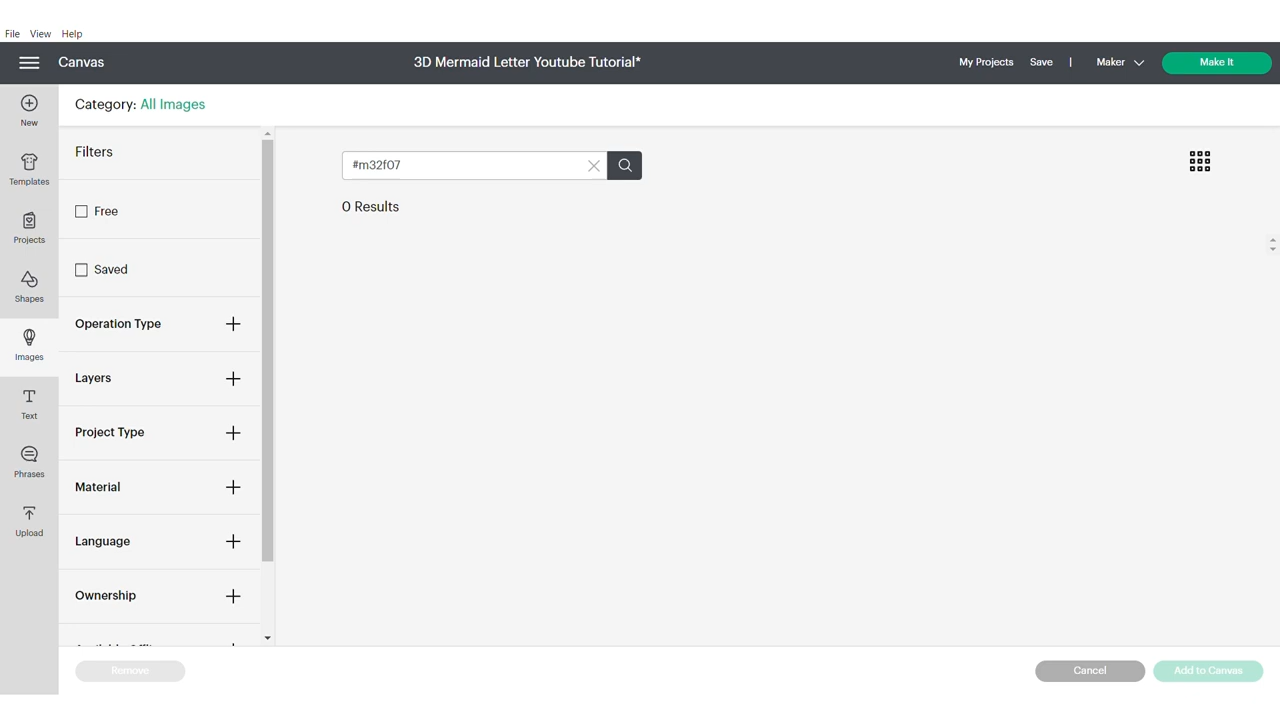 File View Help
Canvas 3D Mermaid Letter Youtube Tutorial* My Projects Save | Maker Make It
New
Templates
Projects
Shapes
Images
Text
Phrases
Upload
Category: All Images
Filters
Free
Saved
Operation Type
Layers
Project Type
Material
Language
Ownership
#m32f07
0 Results
Remove
Cancel Add to Canvas